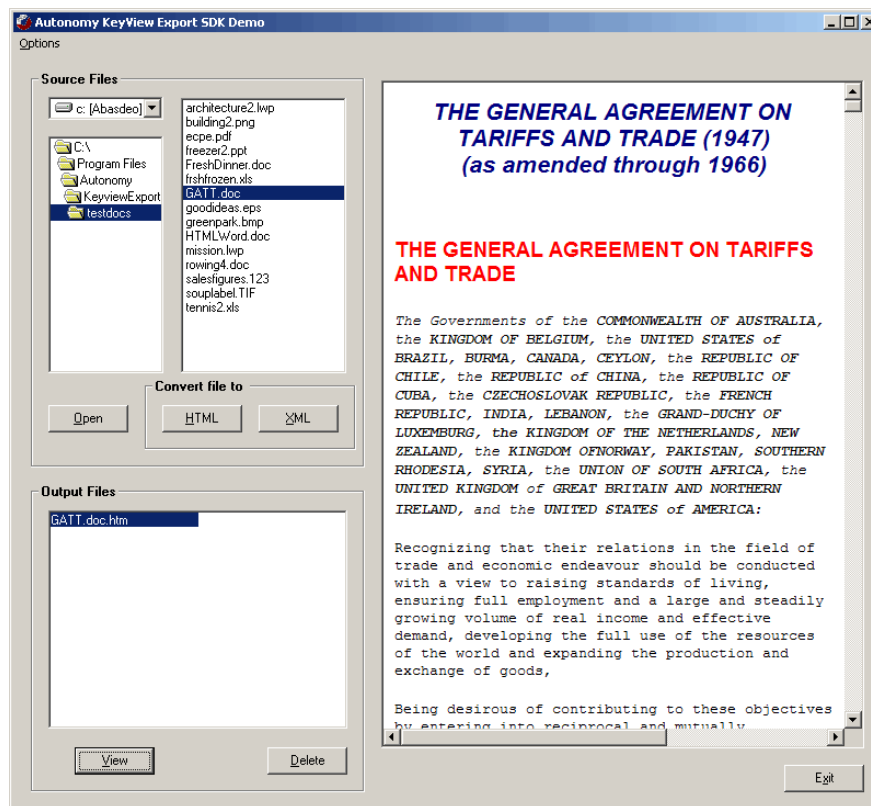 Autonomy KeyView Export SDK Demo
Options
Source Files
c: [Abasdeo]
C:\
Program Files
Autonomy
KeyviewExport
testdocs
architecture2.lwp
building2.png
ecpe.pdf
freezer2.ppt
FreshDinner.doc
frshfrozen.xls
GATT.doc
goodideas.eps
greenpark.bmp
HTMLWord.doc
mission.lwp
rowing4.doc
salesfigures.123
souplabel.TIF
tennis2.xls
Convert file to
Open
HTML
XML
Output Files
GATT.doc.htm
View
Delete
THE GENERAL AGREEMENT ON
TARIFFS AND TRADE (1947)
(as amended through 1966)
THE GENERAL AGREEMENT ON TARIFFS
AND TRADE
The Governments of the COMMONWEALTH OF AUSTRALIA,
the KINGDOM OF BELGIUM, the UNITED STATES of
BRAZIL, BURMA, CANADA, CEYLON, the REPUBLIC OF
CHILE, the REPUBLIC of CHINA, the REPUBLIC OF
CUBA, the CZECHOSLOVAK REPUBLIC, the FRENCH
REPUBLIC, INDIA, LEBANON, the GRAND-DUCHY OF
LUXEMBURG, the KINGDOM OF THE NETHERLANDS, NEW
ZEALAND, the KINGDOM OFNORWAY, PAKISTAN, SOUTHERN
RHODESIA, SYRIA, the UNION OF SOUTH AFRICA, the
UNITED KINGDOM of GREAT BRITAIN AND NORTHERN
IRELAND, and the UNITED STATES of AMERICA:
Recognizing that their relations in the field of
trade and economic endeavour should be conducted
with a view to raising standards of living,
ensuring full employment and a large and steadily
growing volume of real income and effective
demand, developing the full use of the resources
of the world and expanding the production and
exchange of goods,
Being desirous of contributing to these objectives
by entering into reciprocal and mutually
Exit